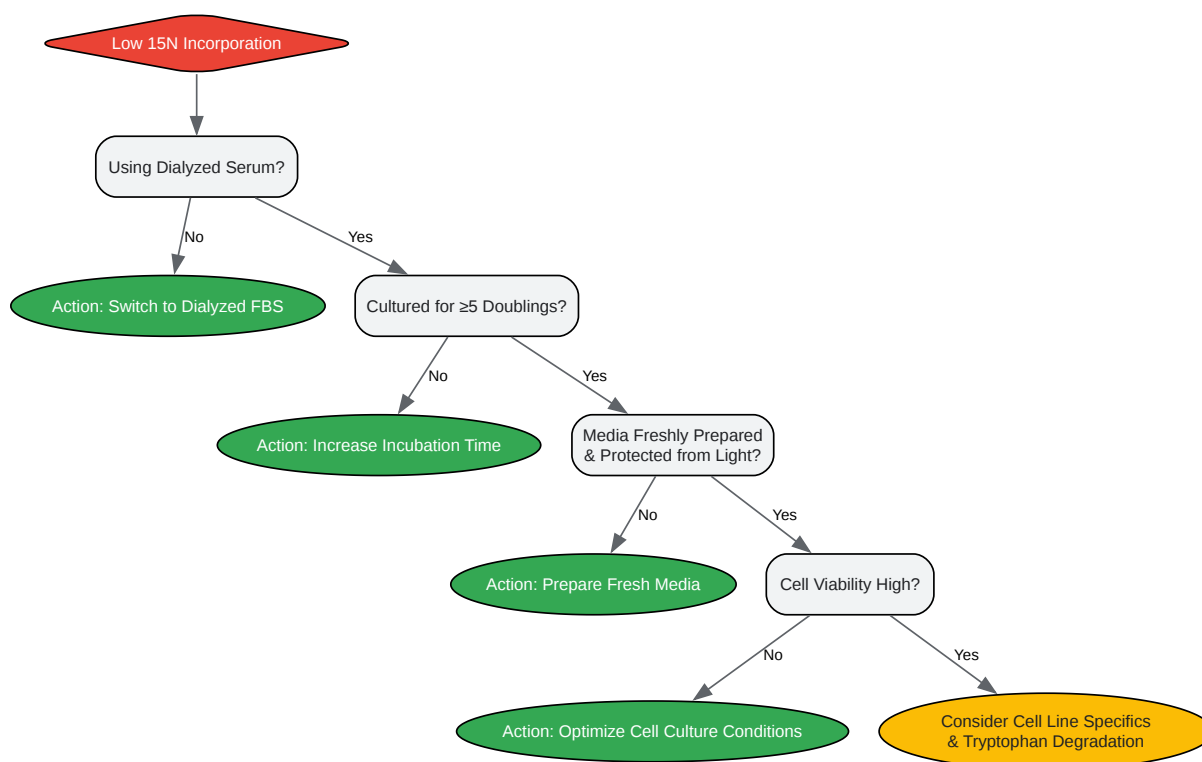 Low 15N Incorporation
Using Dialyzed Serum?
No
Yes
Action: Switch to Dialyzed FBS
Cultured for ≥5 Doublings?
No
Yes
Action: Increase Incubation Time
Media Freshly Prepared
& Protected from Light?
No
Yes
Action: Prepare Fresh Media
Cell Viability High?
No
Yes
Action: Optimize Cell Culture Conditions
Consider Cell Line Specifics
& Tryptophan Degradation